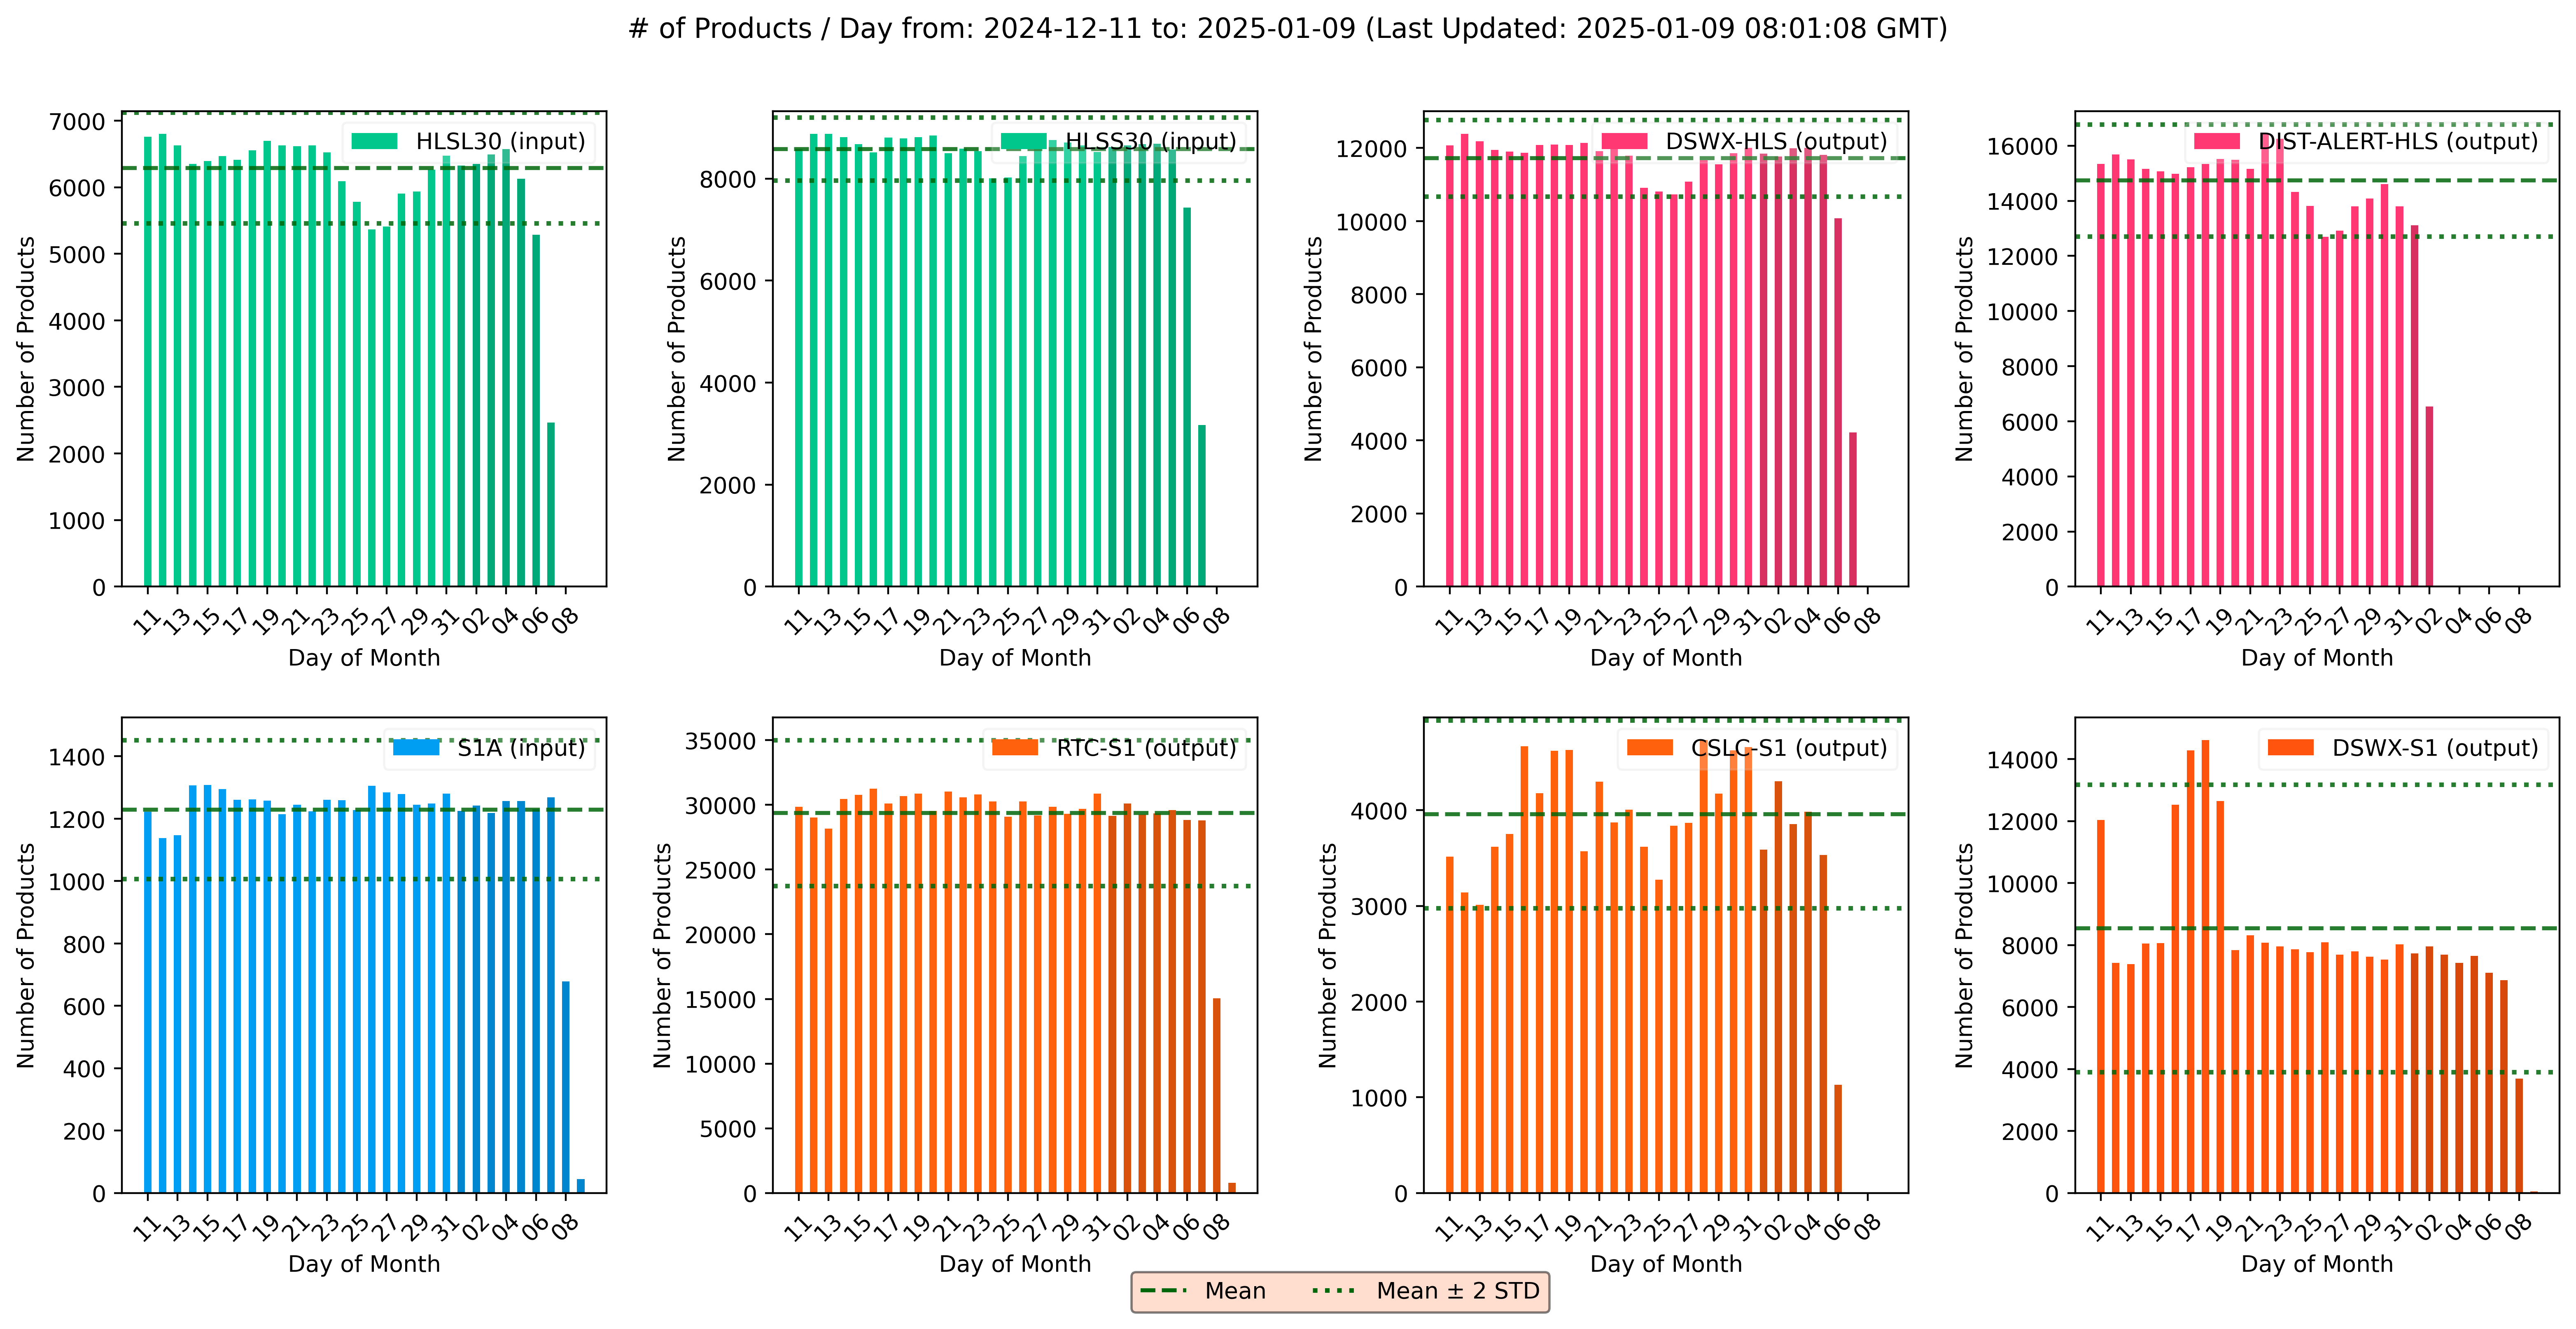 # of Products / Day from: 2024-12-11 to: 2025-01-09 (Last Updated: 2025-01-09 08:01:08 GMT)
Number of Products
7000
6000
5000
4000
3000
2000
1000
0
HLSL30 (input)
11 13 15 17 19 21 23 25 27 29 31 02 04 06 08
Day of Month
Number of Products
8000
6000
4000
2000
0
HLSS30 (input)
11 13 15 17 19 21 23 25 27 29 31 02 04 06 08
Day of Month
Number of Products
12000
10000
8000
6000
4000
2000
0
DSWX-HLS (output)
11 13 15 17 19 21 23 25 27 29 31 02 04 06 08
Day of Month
Number of Products
16000
14000
12000
10000
8000
6000
4000
2000
0
DIST-ALERT-HLS (output)
11 13 15 17 19 21 23 25 27 29 31 02 04 06 08
Day of Month
Number of Products
1400
1200
1000
800
600
400
200
0
S1A (input)
11 13 15 17 19 21 23 25 27 29 31 02 04 06 08
Day of Month
Number of Products
35000
30000
25000
20000
15000
10000
5000
0
RTC-S1 (output)
11 13 15 17 19 21 23 25 27 29 31 02 04 06 08
Day of Month
Number of Products
4000
3000
2000
1000
0
CSLC-S1 (output)
11 13 15 17 19 21 23 25 27 29 31 02 04 06 08
Day of Month
Number of Products
14000
12000
10000
8000
6000
4000
2000
0
DSWX-S1 (output)
11 13 15 17 19 21 23 25 27 29 31 02 04 06 08
Day of Month
Mean
Mean ± 2 STD